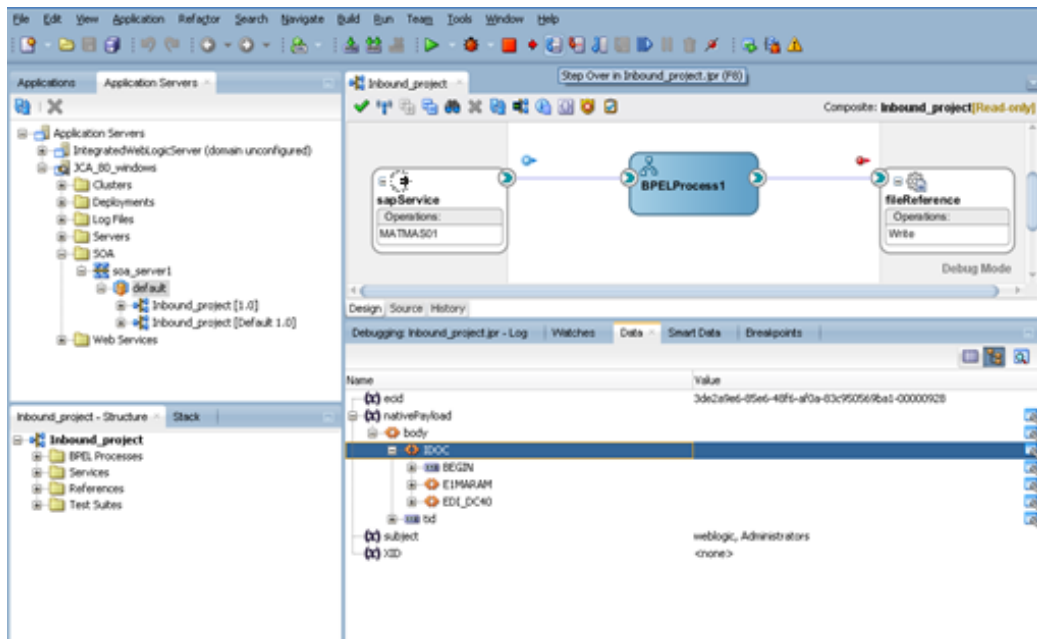 File Edit View Application Refactor Search Navigate Build Run Team Tools Window Help
Applications
Application Servers
Application Servers
IntegratedWebLogicServer (domain unconfigured)
JCA_80_windows
Clusters
Deployments
Log Files
Servers
SOA
soa_server1
default
Inbound_project [1.0]
Inbound_project [Default 1.0]
Web Services
Inbound_project - Structure
Stack
Inbound_project
BPEL Processes
Services
References
Test Suites
Inbound_project
Step Over in Inbound_project.jpr (F8)
Composite: Inbound_project[Read-only]
sapService
Operations:
MATMAS01
BPELProcess1
fileReference
Operations:
Write
Debug Mode
Design Source History
Debugging: Inbound_project.jpr - Log Watches Data Smart Data Breakpoints
Name Value
(x) ecid 3de2a9e6-85e6-48f6-af0a-83c950569ba1-00000928
(x) nativePayload
body
IDOC
BEGIN
E1MARAM
EDI_DC40
txd
(x) subject weblogic, Administrators
(x) XID <none>